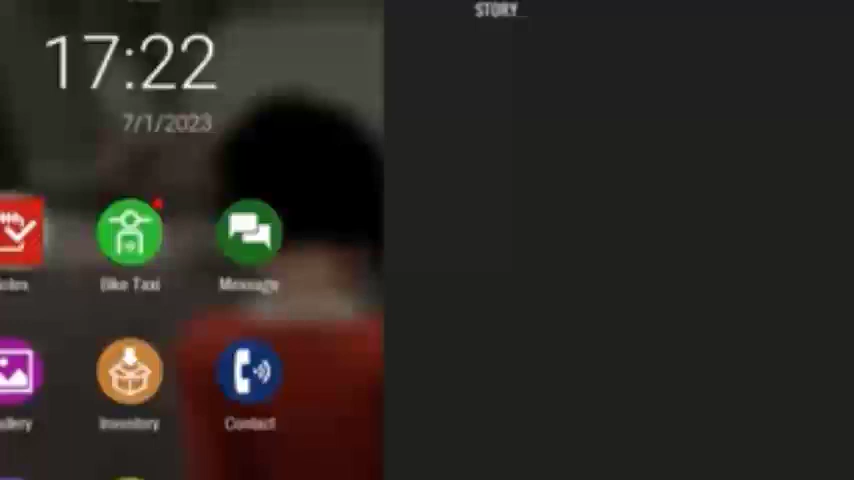 STORY
17:22
7/1/2023
Bike Taxi
Message
Inventory
Contact